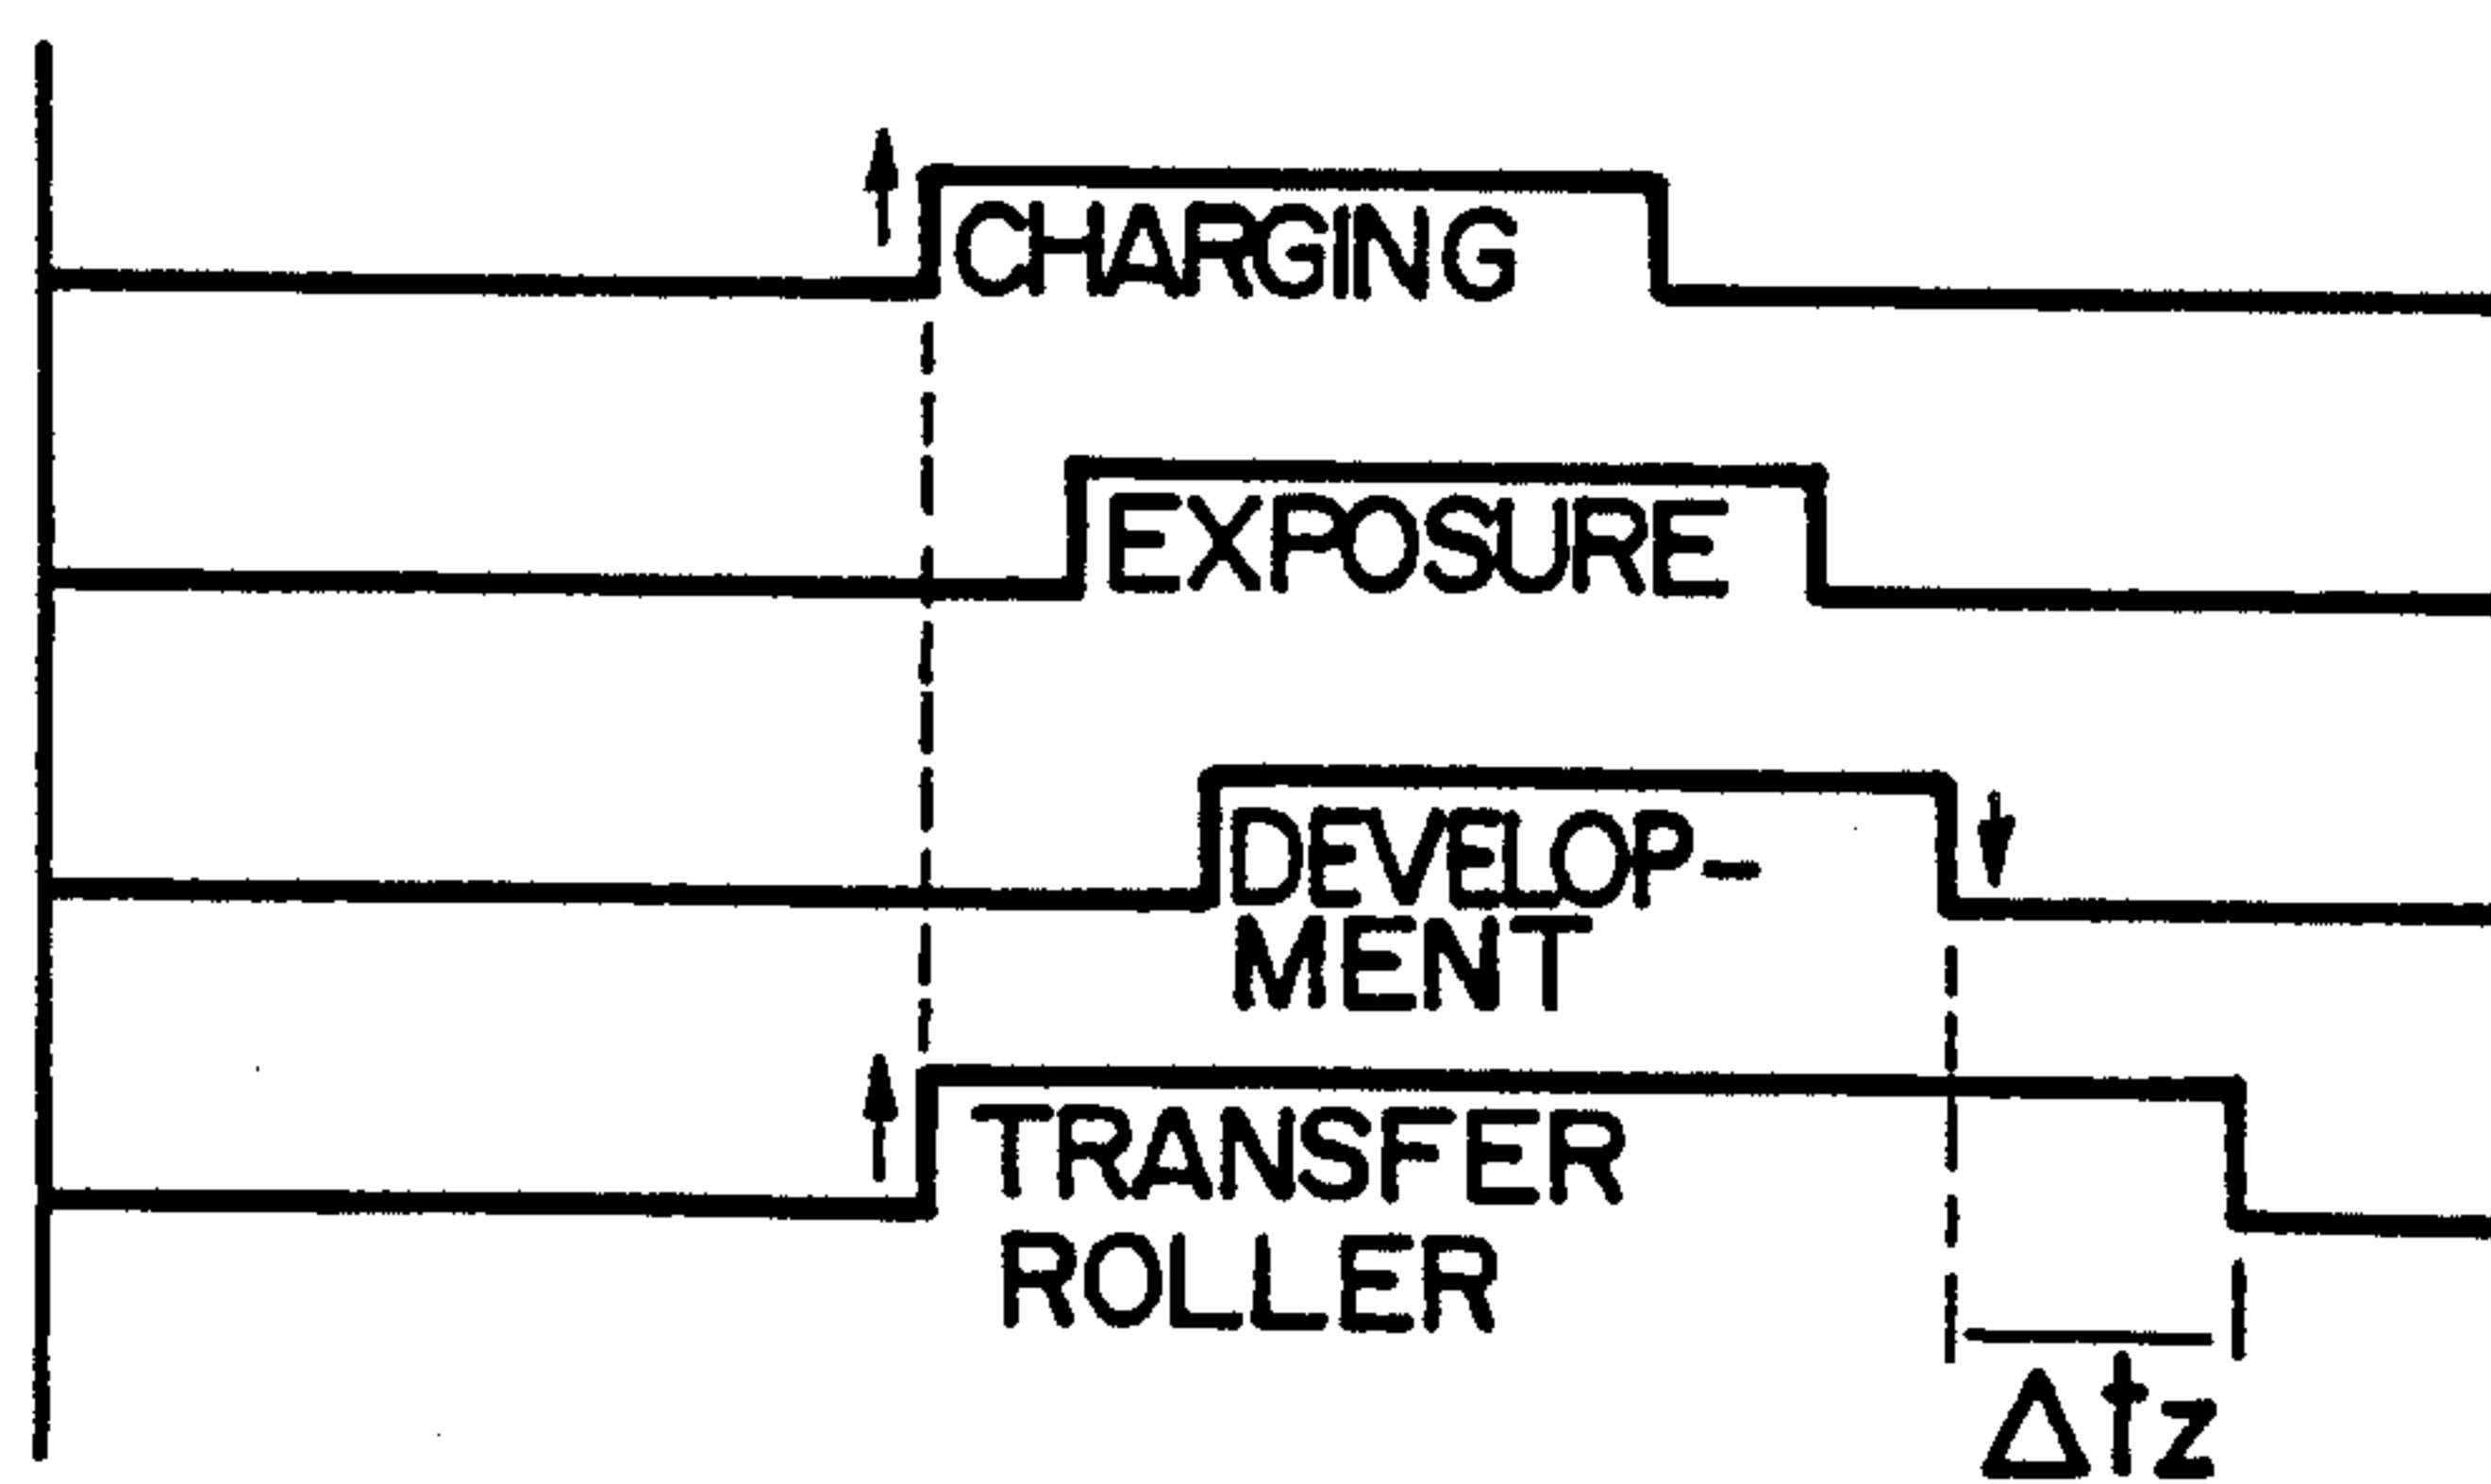 CHARGING
EXPOSURE
DEVELOP-
MENT
TRANSFER
ROLLER
Δtz